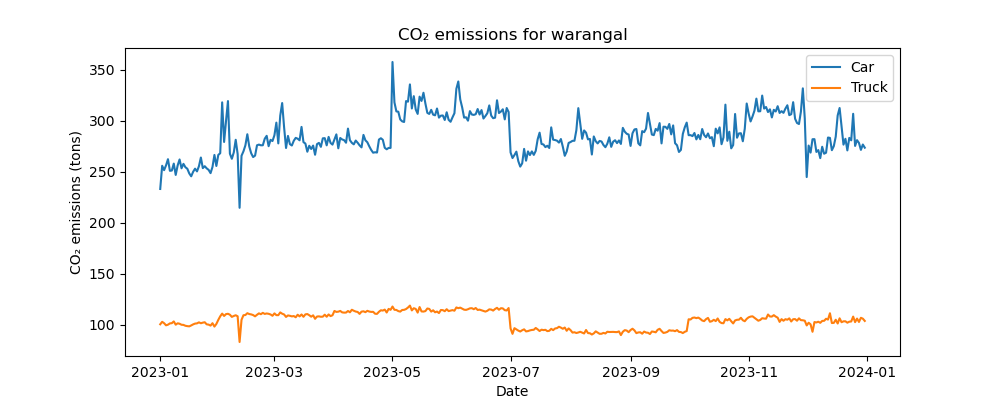 CO₂ emissions for warangal
Car
Truck
CO₂ emissions (tons)
350
300
250
200
150
100
2023-01
2023-03
2023-05
2023-07
2023-09
2023-11
2024-01
Date